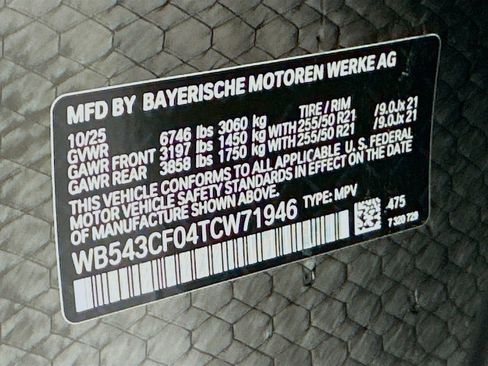 MFD BY BAYERISCHE MOTOREN WERKE AG
10/25 TIRE / RIM
GVWR 6746 lbs 3060 kg
GAWR FRONT 3197 lbs 1450 kg WITH 255/50 R21 /9.0Jx 21
GAWR REAR 3858 lbs 1750 kg WITH 255/50 R21 /9.0Jx 21
THIS VEHICLE CONFORMS TO ALL APPLICABLE U. S. FEDERAL
MOTOR VEHICLE SAFETY STANDARDS IN EFFECT ON THE DATE
OF MANUFACTURE SHOWN ABOVE.
WB543CF04TCW71946 TYPE: MPV
.475
7 320 720